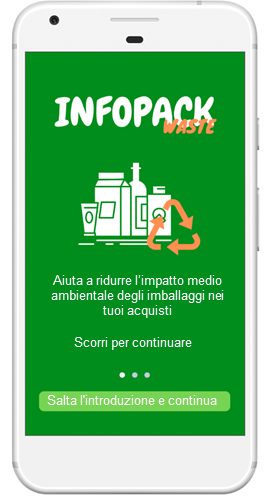 INFOPACK
WASTE
Aiuta a ridurre l'impatto medio
ambientale degli imballaggi nei
tuoi acquisti
Scorri per continuare
Salta l'introduzione e continua